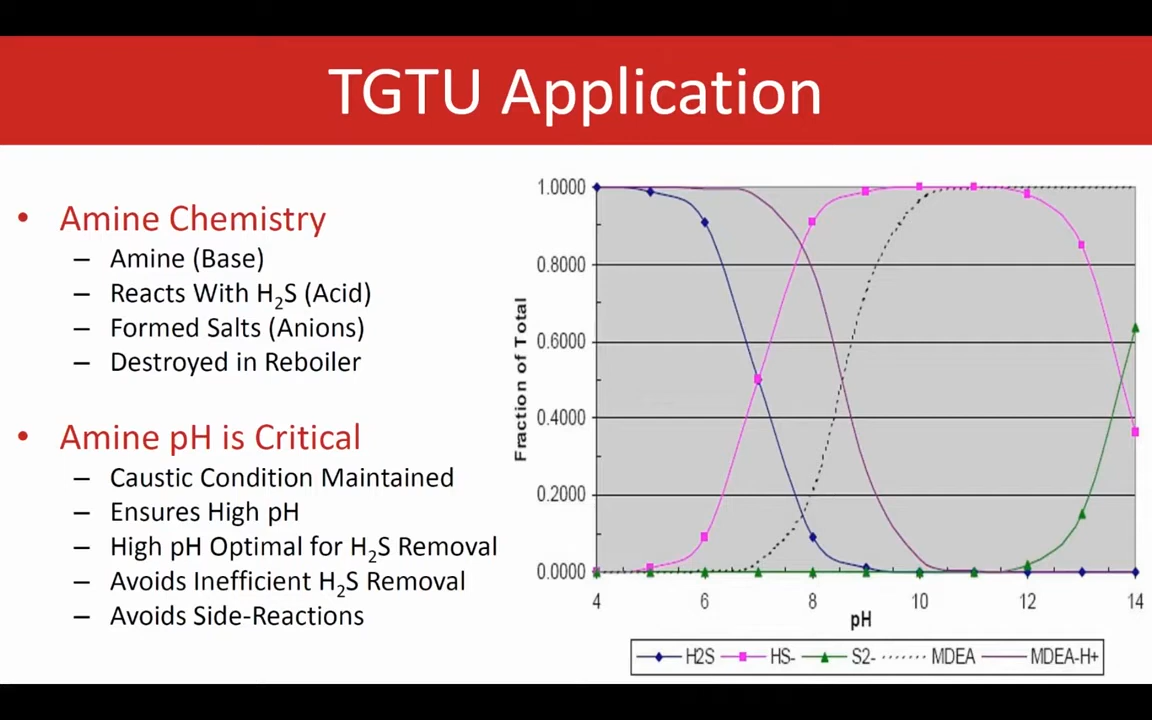 TGTU Application
• Amine Chemistry
– Amine (Base)
– Reacts With H₂S (Acid)
– Formed Salts (Anions)
– Destroyed in Reboiler
• Amine pH is Critical
– Caustic Condition Maintained
– Ensures High pH
– High pH Optimal for H₂S Removal
– Avoids Inefficient H₂S Removal
– Avoids Side-Reactions
Fraction of Total
1.0000
0.8000
0.6000
0.4000
0.2000
0.0000
4 6 8 10 12 14
pH
H2S HS- S2- MDEA MDEA-H+